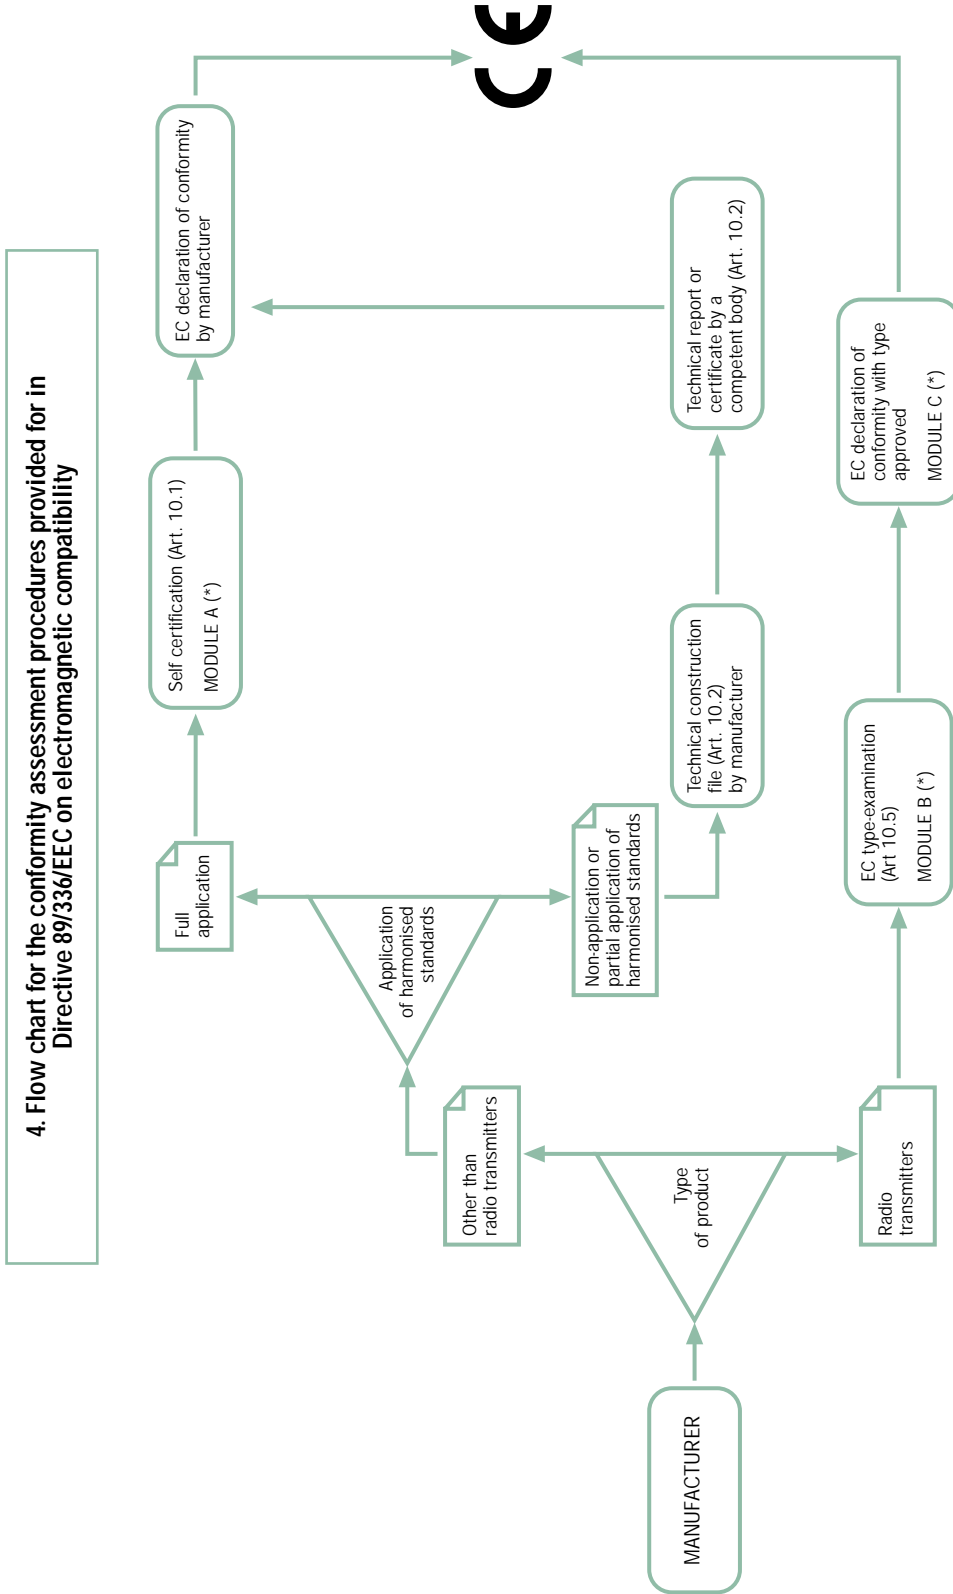 4. Flow chart for the conformity assessment procedures provided for in
Directive 89/336/EEC on electromagnetic compatibility
MANUFACTURER
Type
of product
Other than
radio transmitters
Radio
transmitters
Application
of harmonised
standards
Full
application
Non-application or
partial application of
harmonised standards
Self certification (Art. 10.1)
MODULE A (*)
Technical construction
file (Art. 10.2)
by manufacturer
EC type-examination
(Art 10.5)
MODULE B (*)
EC declaration of conformity
by manufacturer
Technical report or
certificate by a
competent body (Art. 10.2)
EC declaration of
conformity with type
approved
MODULE C (*)
CE